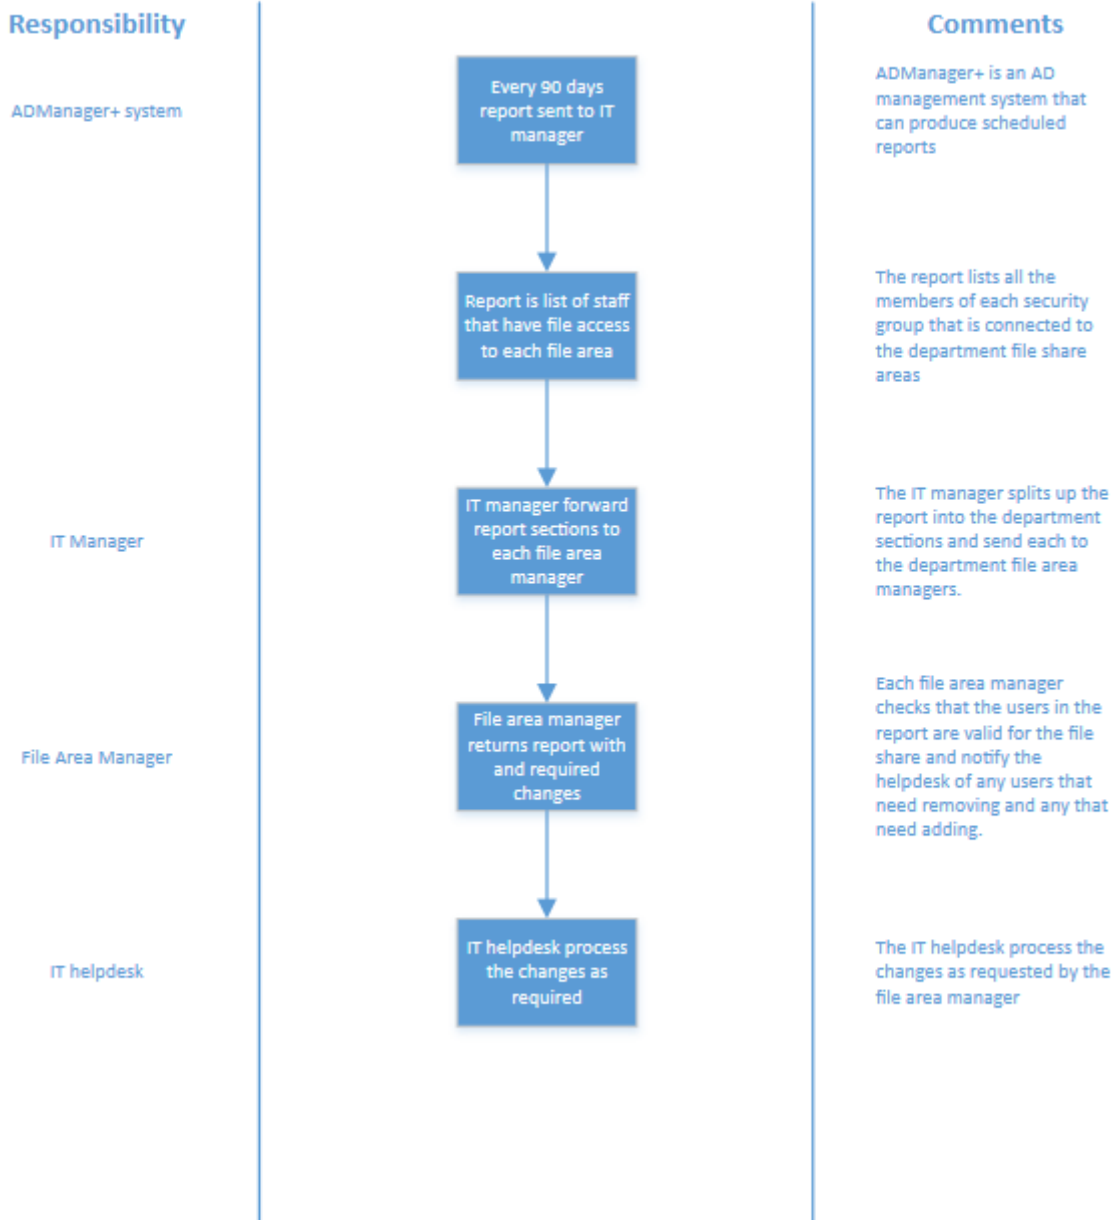 Responsibility
Comments
ADManager+ system
Every 90 days
report sent to IT
manager
ADManager+ is an AD
management system that
can produce scheduled
reports
Report is list of staff
that have file access
to each file area
The report lists all the
members of each security
group that is connected to
the department file share
areas
IT Manager
IT manager forward
report sections to
each file area
manager
The IT manager splits up the
report into the department
sections and send each to
the department file area
managers.
File Area Manager
File area manager
returns report with
and required
changes
Each file area manager
checks that the users in the
report are valid for the file
share and notify the
helpdesk of any users that
need removing and any that
need adding.
IT helpdesk
IT helpdesk process
the changes as
required
The IT helpdesk process the
changes as requested by the
file area manager